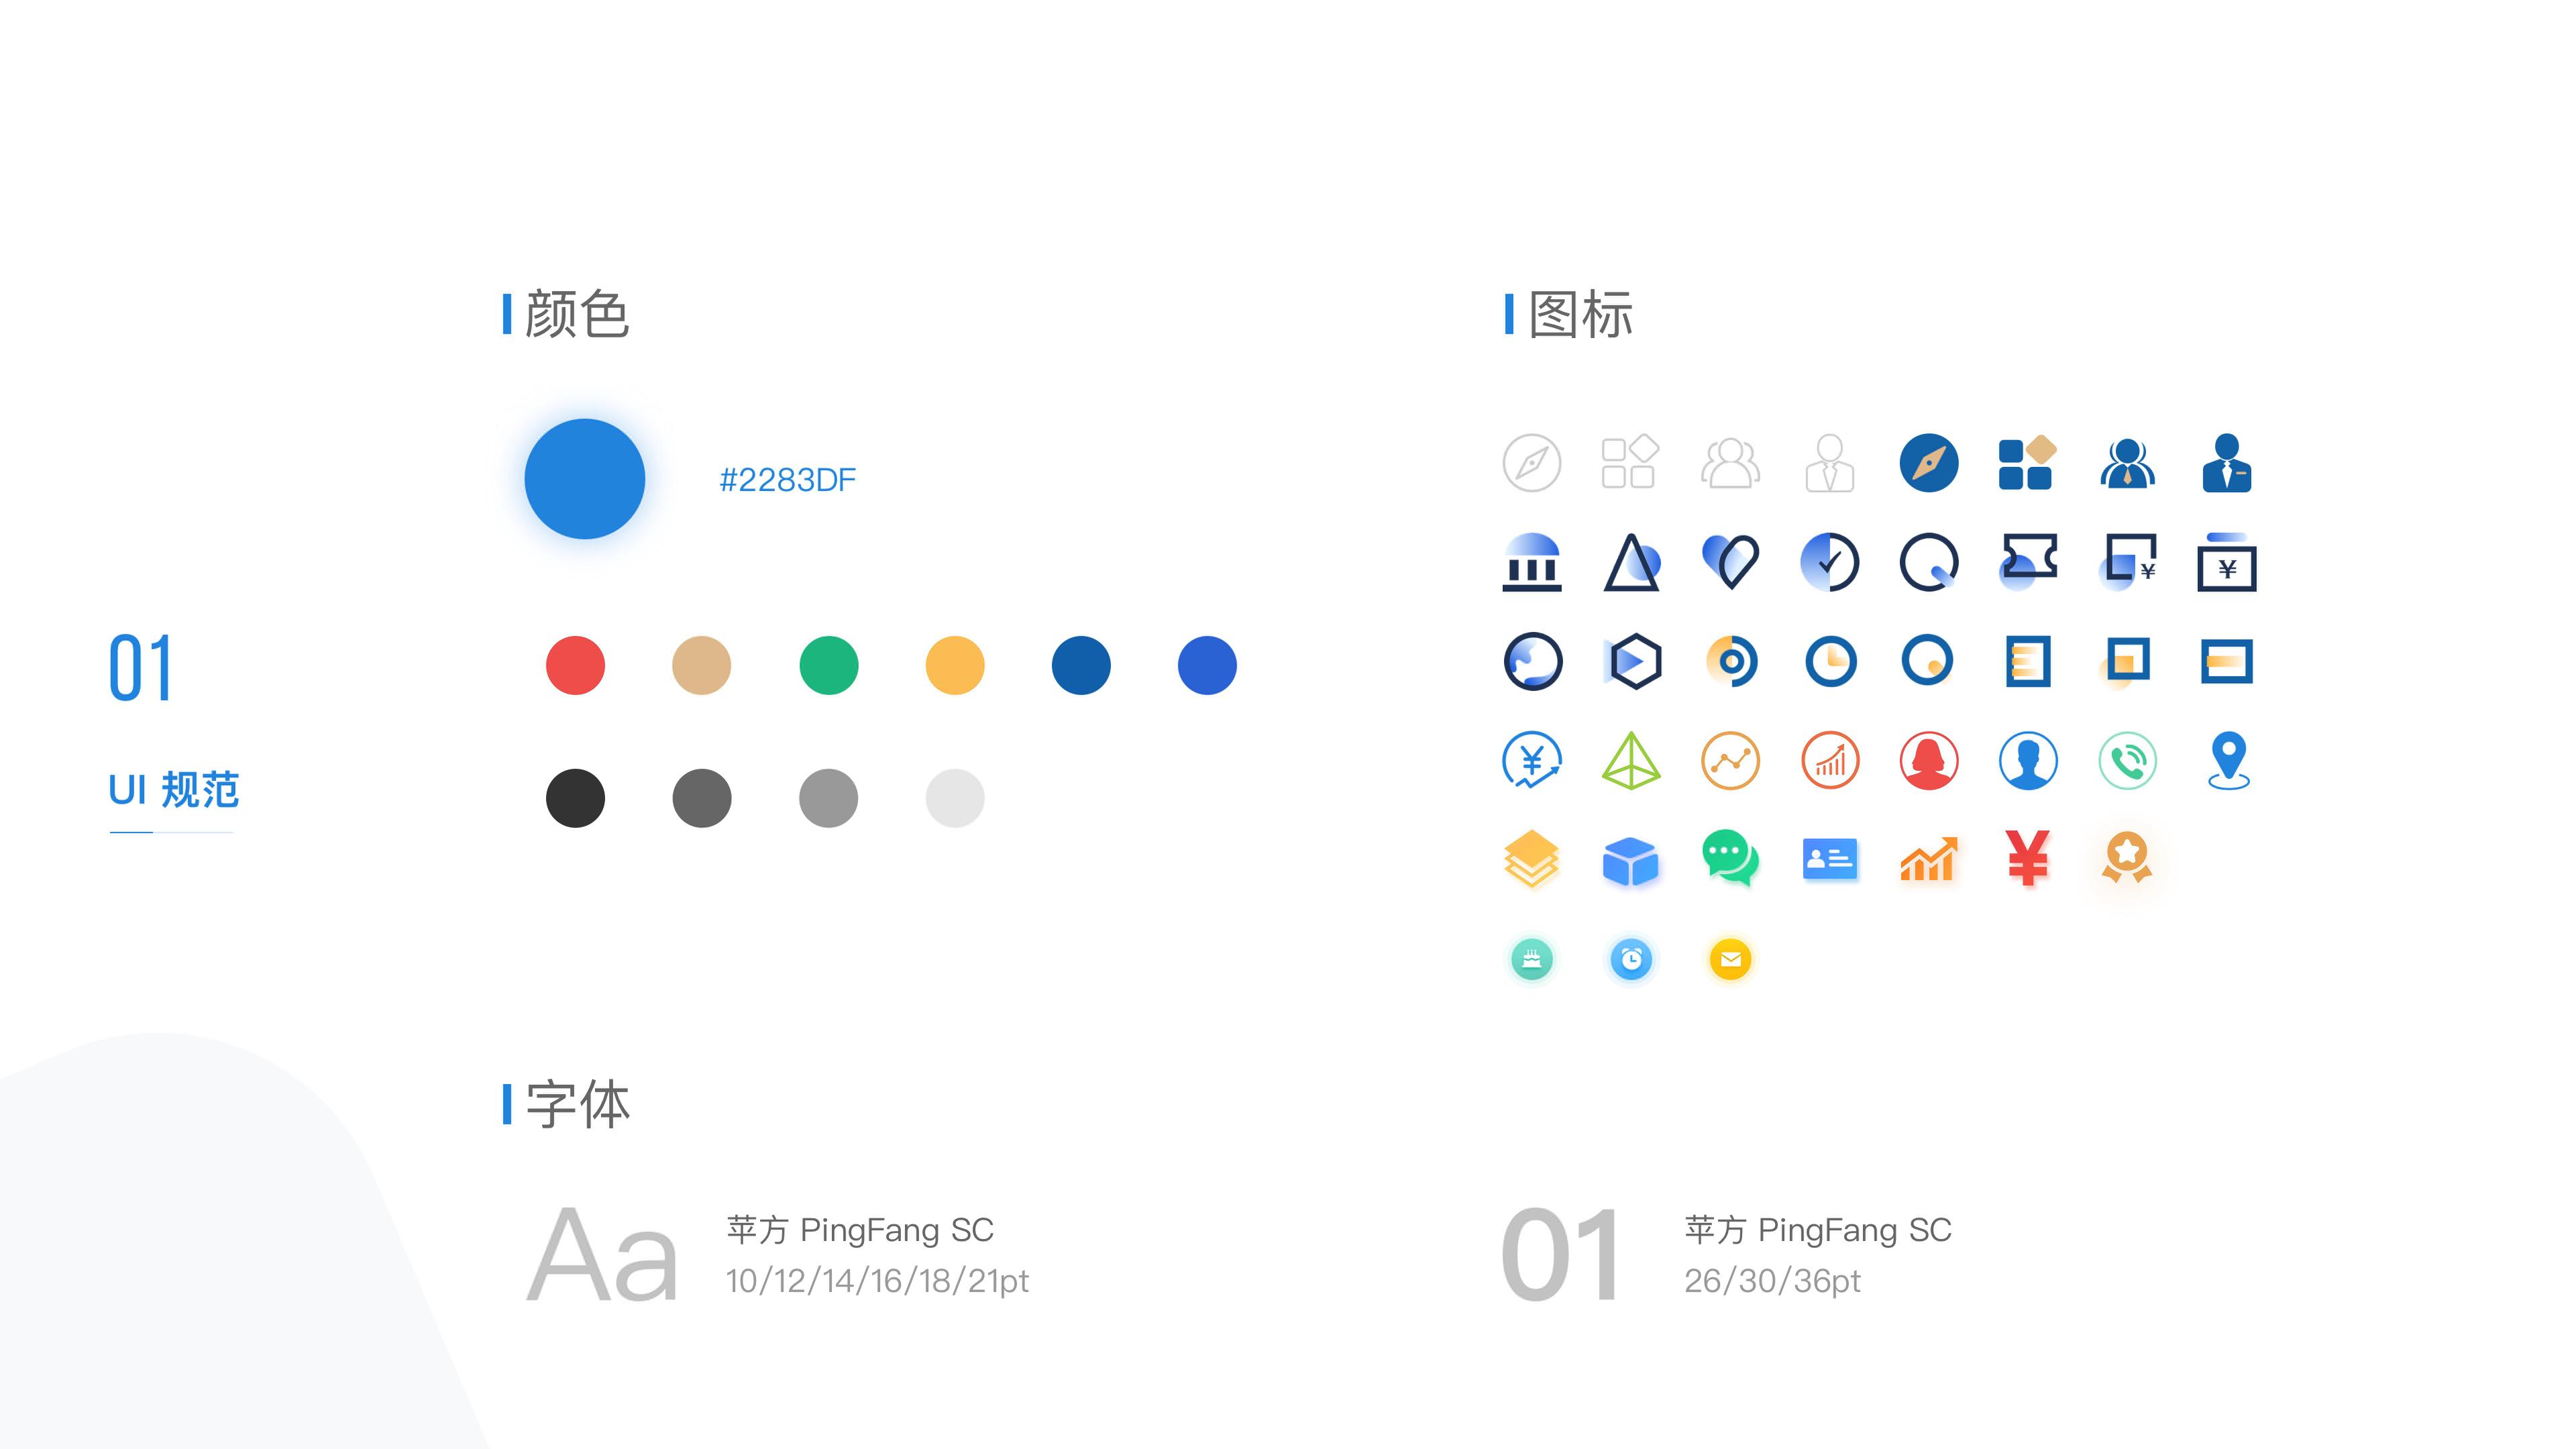 01
UI 规范
颜色
#2283DF
图标
¥
¥
¥
¥
字体
Aa
苹方 PingFang SC
10/12/14/16/18/21pt
01
苹方 PingFang SC
26/30/36pt